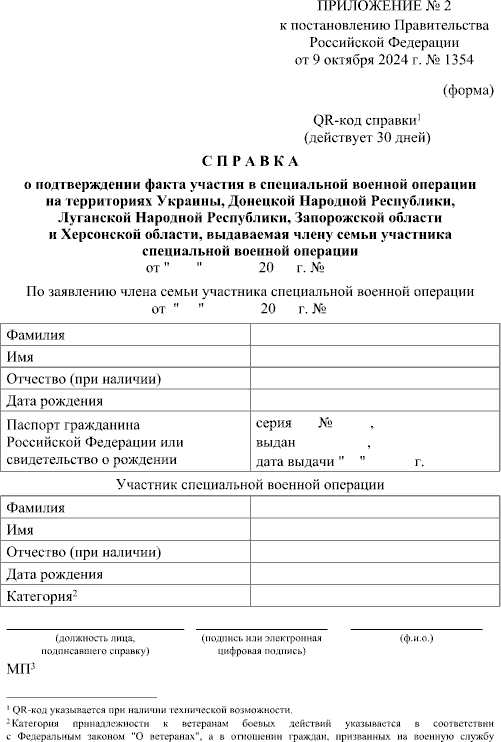 ПРИЛОЖЕНИЕ № 2
к постановлению Правительства
Российской Федерации
от 9 октября 2024 г. № 1354
(форма)
QR-код справки¹
(действует 30 дней)
С П Р А В К А
о подтверждении факта участия в специальной военной операции
на территориях Украины, Донецкой Народной Республики,
Луганской Народной Республики, Запорожской области
и Херсонской области, выдаваемая члену семьи участника
специальной военной операции
от " " 20 г. №
По заявлению члена семьи участника специальной военной операции
от " " 20 г. №
Фамилия
Имя
Отчество (при наличии)
Дата рождения
Паспорт гражданина
Российской Федерации или
свидетельство о рождении
серия № ,
выдан ,
дата выдачи " " г.
Участник специальной военной операции
Фамилия
Имя
Отчество (при наличии)
Дата рождения
Категория²
(должность лица,
подписавшего справку)
(подпись или электронная
цифровая подпись)
(ф.и.о.)
МП³
¹ QR-код указывается при наличии технической возможности.
² Категория принадлежности к ветеранам боевых действий указывается в соответствии
с Федеральным законом "О ветеранах", а в отношении граждан, призванных на военную службу